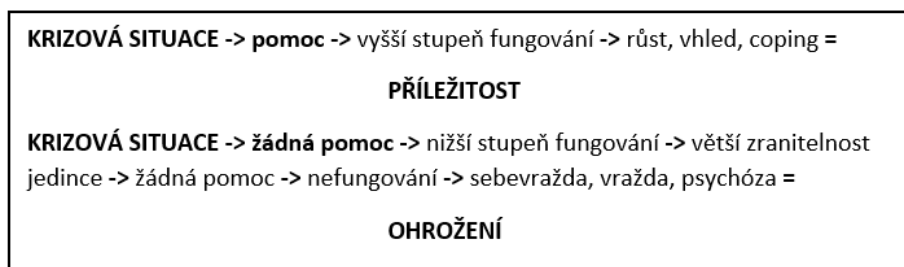 KRIZOVÁ SITUACE -> pomoc -> vyšší stupeň fungování -> růst, vhled, coping =
PŘÍLEŽITOST
KRIZOVÁ SITUACE -> žádná pomoc -> nižší stupeň fungování -> větší zranitelnost
jedince -> žádná pomoc -> nefungování -> sebevražda, vražda, psychóza =
OHROŽENÍ